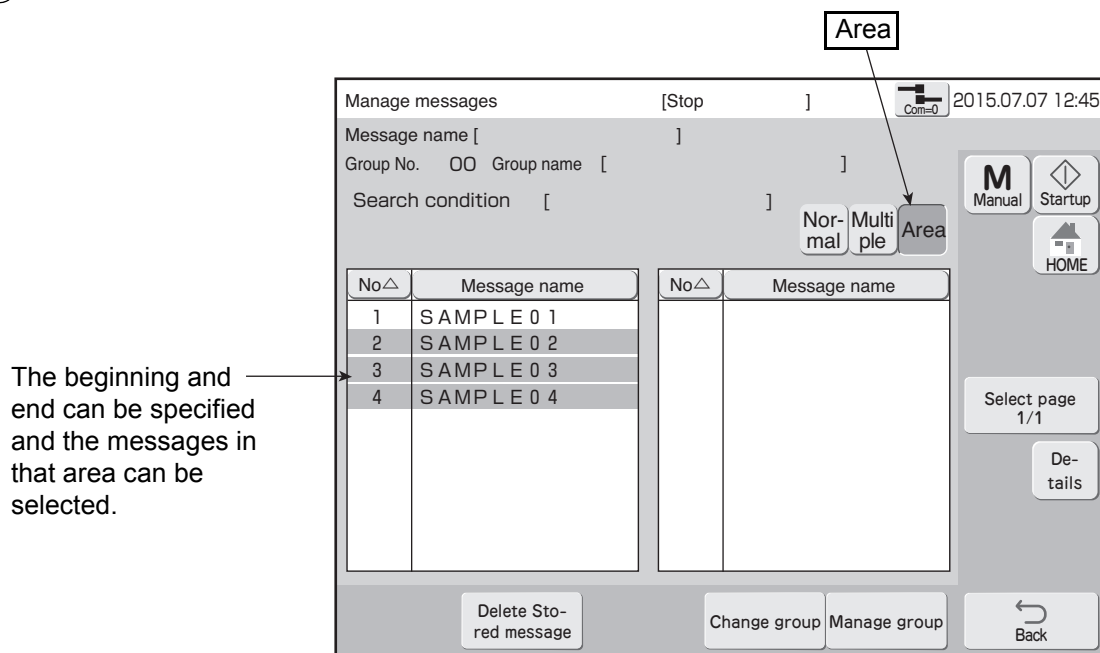 Area
Manage messages [Stop ] Com=0 2015.07.07 12:45
Message name [ ]
Group No. 00 Group name [ ]
Search condition [ ]
Nor-
mal
Multi
ple
Area
M
Manual
Startup
HOME
No△ Message name No△ Message name
1 SAMPLE01
2 SAMPLE02
3 SAMPLE03
4 SAMPLE04
The beginning and
end can be specified
and the messages in
that area can be
selected.
Select page
1/1
De-
tails
Delete Sto-
red message
Change group
Manage group
Back